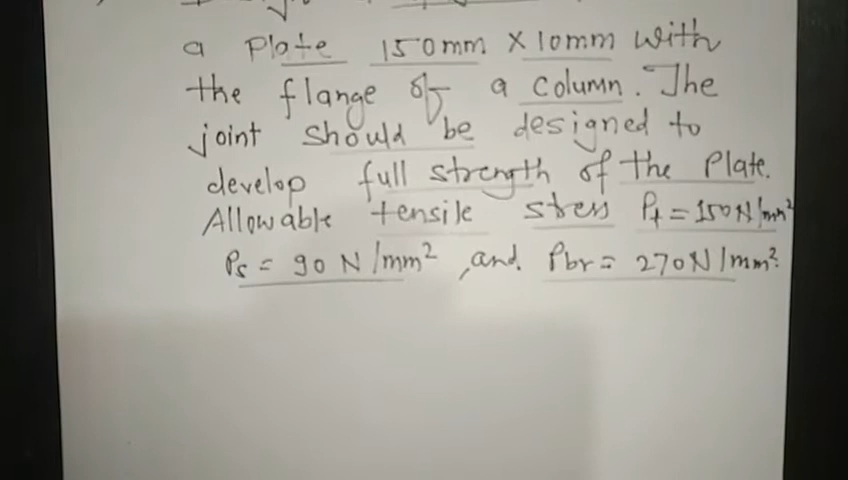 a Plate 150mm × 10mm with
the flange of a column. The
joint should be designed to
develop full strength of the Plate.
Allowable tensile stress Pt = 150N/mm²
Ps = 90 N/mm², and Pbr = 270N/mm².